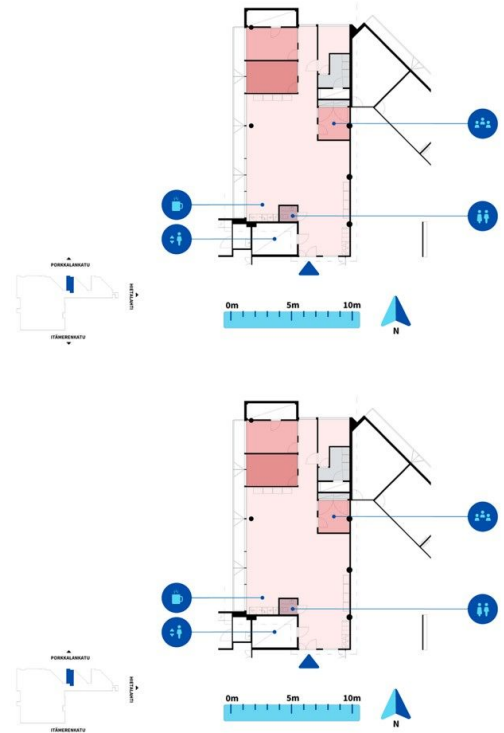 PORKKALANKATU
HIETALAHTI
ITÄMERENKATU
0m 5m 10m
N
PORKKALANKATU
HIETALAHTI
ITÄMERENKATU
0m 5m 10m
N